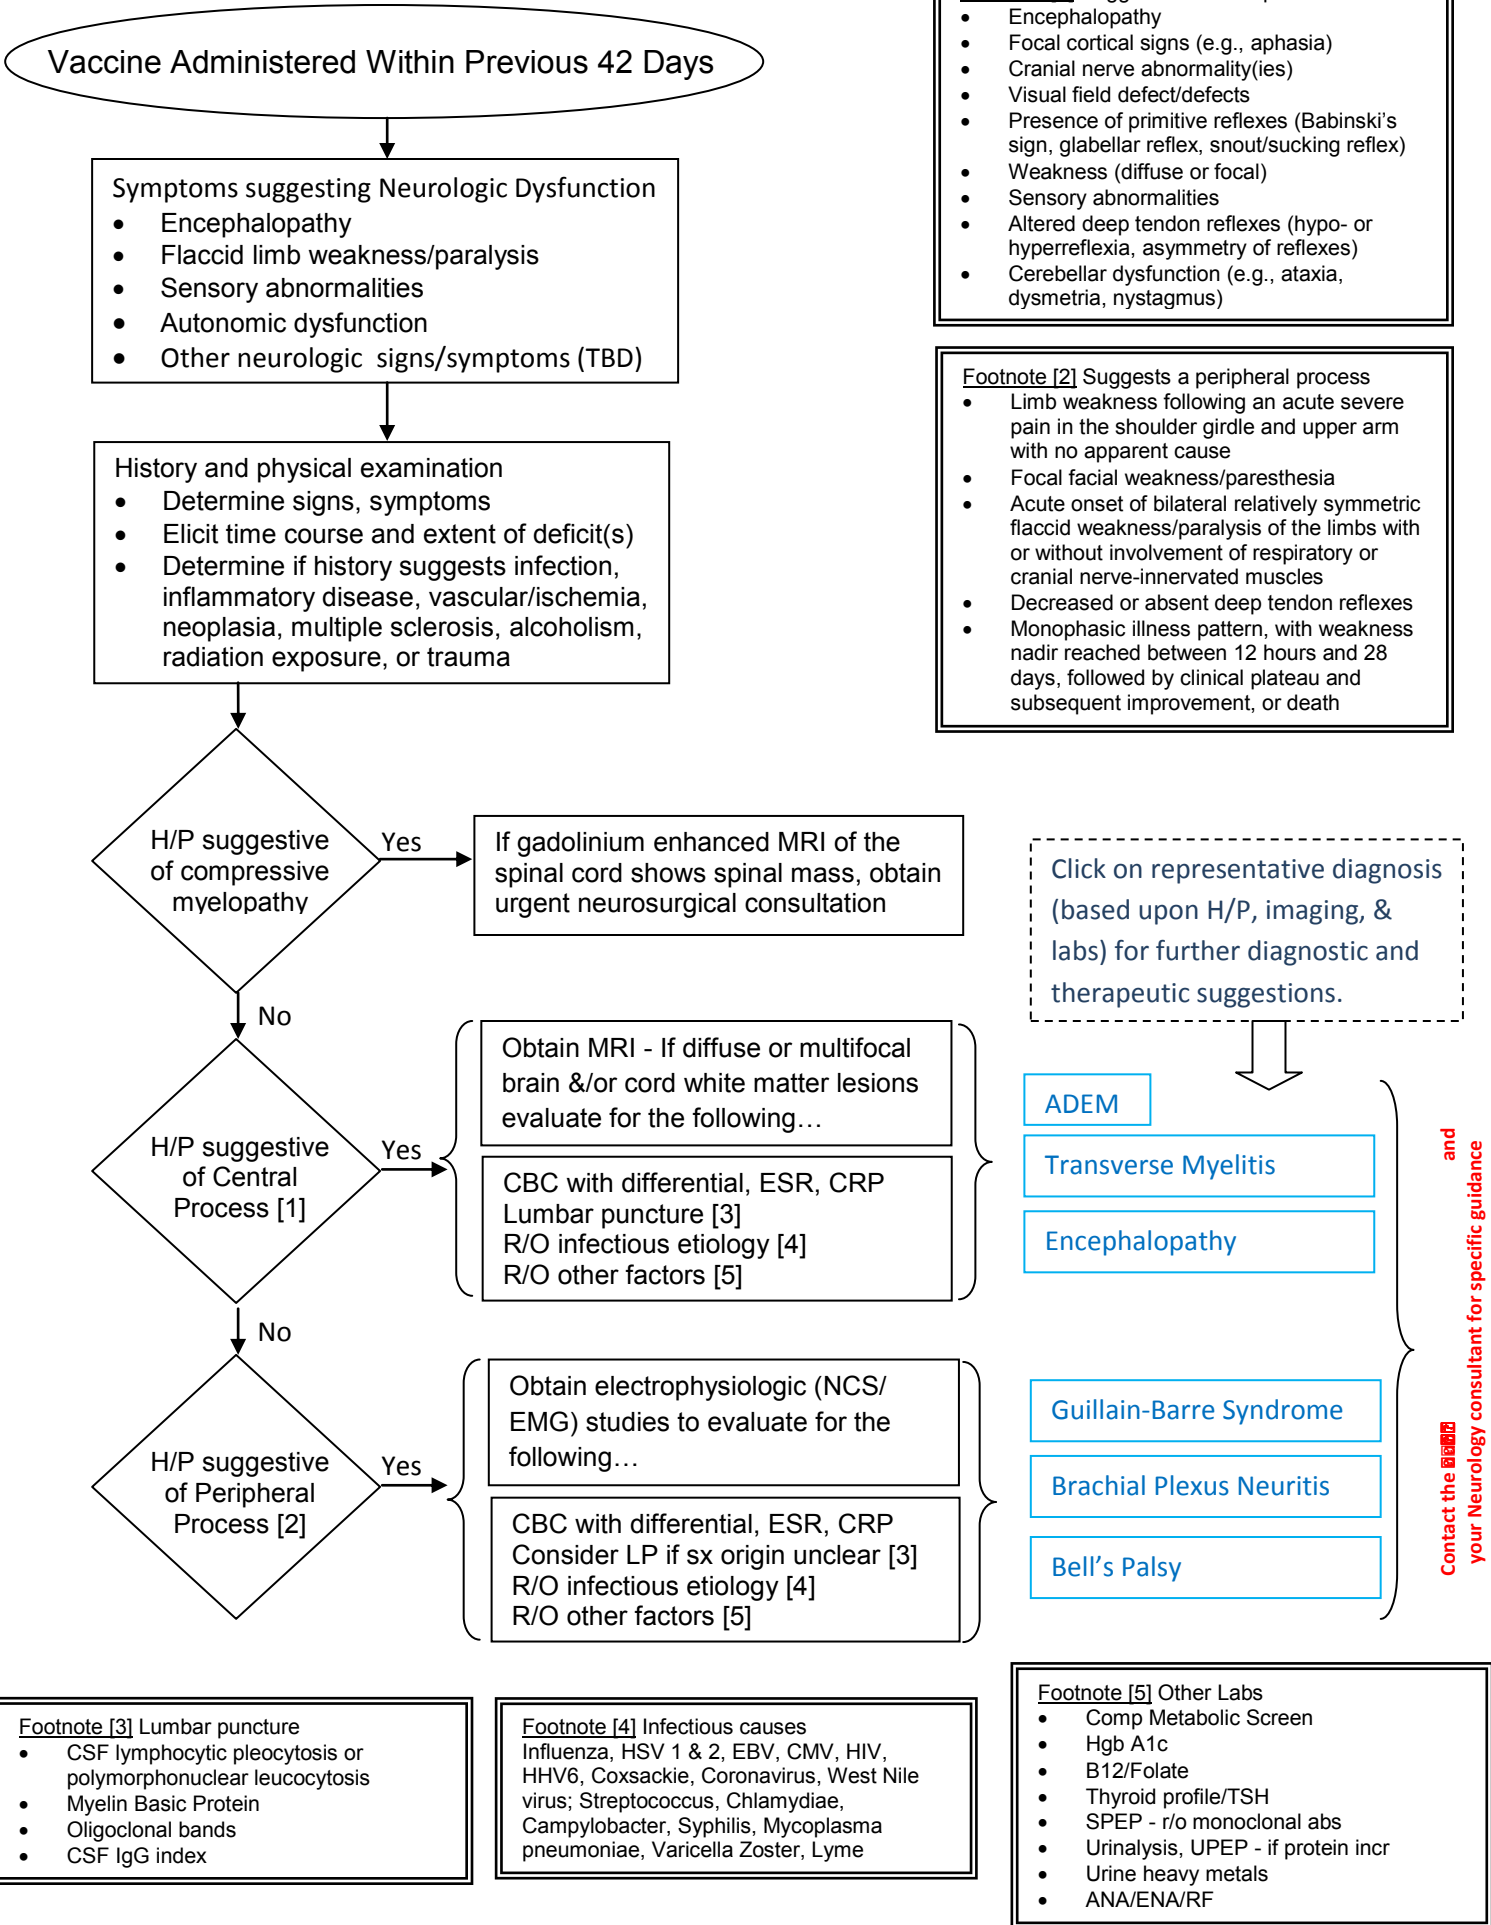 Vaccine Administered Within Previous 42 Days
Symptoms suggesting Neurologic Dysfunction
• Encephalopathy
• Flaccid limb weakness/paralysis
• Sensory abnormalities
• Autonomic dysfunction
• Other neurologic signs/symptoms (TBD)
History and physical examination
• Determine signs, symptoms
• Elicit time course and extent of deficit(s)
• Determine if history suggests infection,
inflammatory disease, vascular/ischemia,
neoplasia, multiple sclerosis, alcoholism,
radiation exposure, or trauma
• Encephalopathy
• Focal cortical signs (e.g., aphasia)
• Cranial nerve abnormality(ies)
• Visual field defect/defects
• Presence of primitive reflexes (Babinski's
sign, glabellar reflex, snout/sucking reflex)
• Weakness (diffuse or focal)
• Sensory abnormalities
• Altered deep tendon reflexes (hypo- or
hyperreflexia, asymmetry of reflexes)
• Cerebellar dysfunction (e.g., ataxia,
dysmetria, nystagmus)
Footnote [2] Suggests a peripheral process
• Limb weakness following an acute severe
pain in the shoulder girdle and upper arm
with no apparent cause
• Focal facial weakness/paresthesia
• Acute onset of bilateral relatively symmetric
flaccid weakness/paralysis of the limbs with
or without involvement of respiratory or
cranial nerve-innervated muscles
• Decreased or absent deep tendon reflexes
• Monophasic illness pattern, with weakness
nadir reached between 12 hours and 28
days, followed by clinical plateau and
subsequent improvement, or death
H/P suggestive
of compressive
myelopathy
Yes
If gadolinium enhanced MRI of the
spinal cord shows spinal mass, obtain
urgent neurosurgical consultation
Click on representative diagnosis
(based upon H/P, imaging, &
labs) for further diagnostic and
therapeutic suggestions.
No
H/P suggestive
of Central
Process [1]
Yes
Obtain MRI - If diffuse or multifocal
brain &/or cord white matter lesions
evaluate for the following…
CBC with differential, ESR, CRP
Lumbar puncture [3]
R/O infectious etiology [4]
R/O other factors [5]
ADEM
Transverse Myelitis
Encephalopathy
No
H/P suggestive
of Peripheral
Process [2]
Yes
Obtain electrophysiologic (NCS/
EMG) studies to evaluate for the
following…
CBC with differential, ESR, CRP
Consider LP if sx origin unclear [3]
R/O infectious etiology [4]
R/O other factors [5]
Guillain-Barre Syndrome
Brachial Plexus Neuritis
Bell's Palsy
Contact the and
your Neurology consultant for specific guidance
Footnote [3] Lumbar puncture
• CSF lymphocytic pleocytosis or
polymorphonuclear leucocytosis
• Myelin Basic Protein
• Oligoclonal bands
• CSF IgG index
Footnote [4] Infectious causes
Influenza, HSV 1 & 2, EBV, CMV, HIV,
HHV6, Coxsackie, Coronavirus, West Nile
virus; Streptococcus, Chlamydiae,
Campylobacter, Syphilis, Mycoplasma
pneumoniae, Varicella Zoster, Lyme
Footnote [5] Other Labs
• Comp Metabolic Screen
• Hgb A1c
• B12/Folate
• Thyroid profile/TSH
• SPEP - r/o monoclonal abs
• Urinalysis, UPEP - if protein incr
• Urine heavy metals
• ANA/ENA/RF